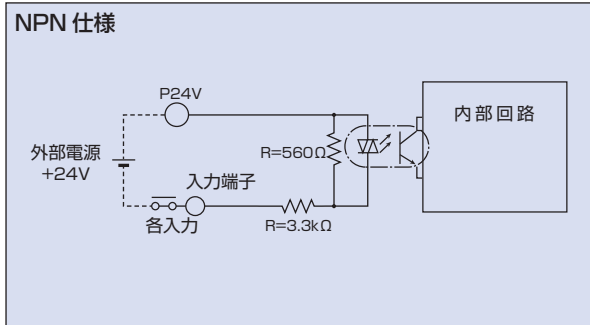 NPN 仕様
P24V
内部回路
外部電源
+24V
R=560Ω
入力端子
各入力
R=3.3kΩ